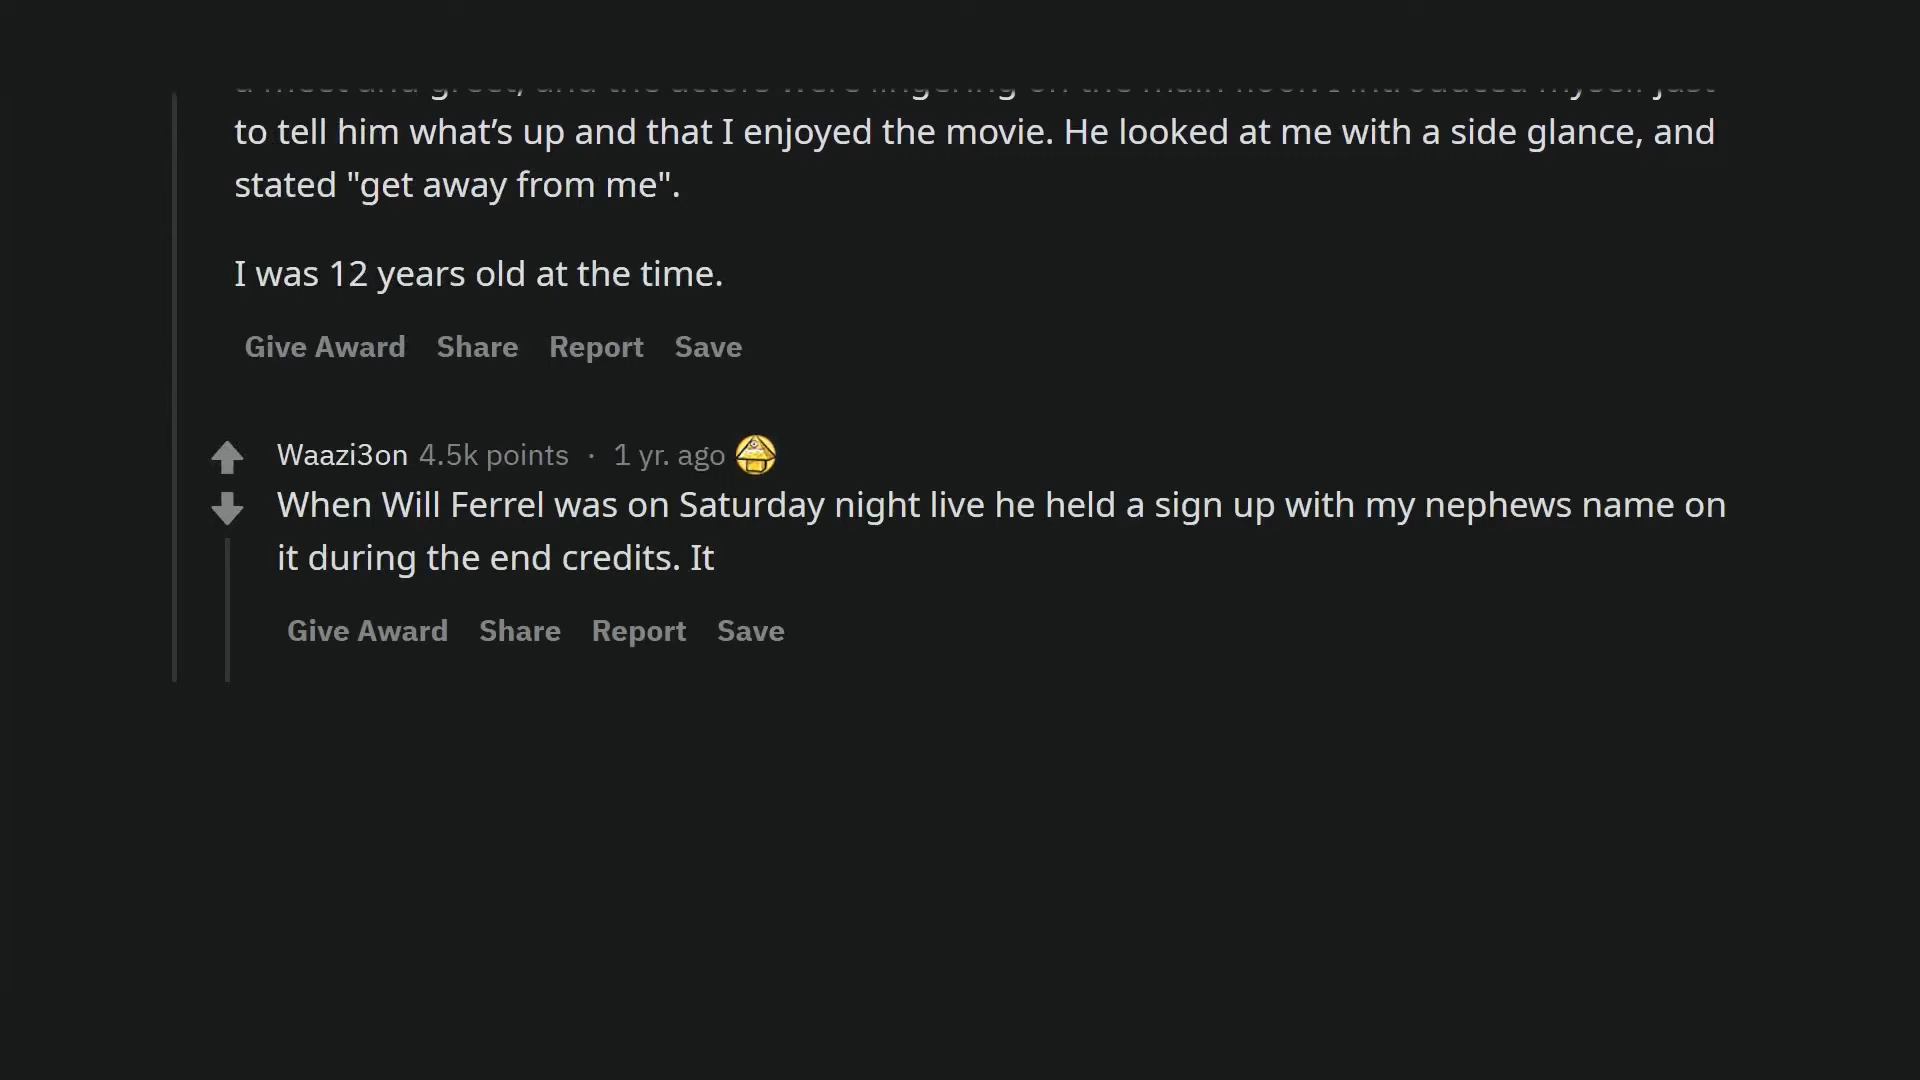 to tell him what’s up and that I enjoyed the movie. He looked at me with a side glance, and
stated "get away from me".
I was 12 years old at the time.
Give Award Share Report Save
Waazi3on 4.5k points · 1 yr. ago
When Will Ferrel was on Saturday night live he held a sign up with my nephews name on
it during the end credits. It
Give Award Share Report Save